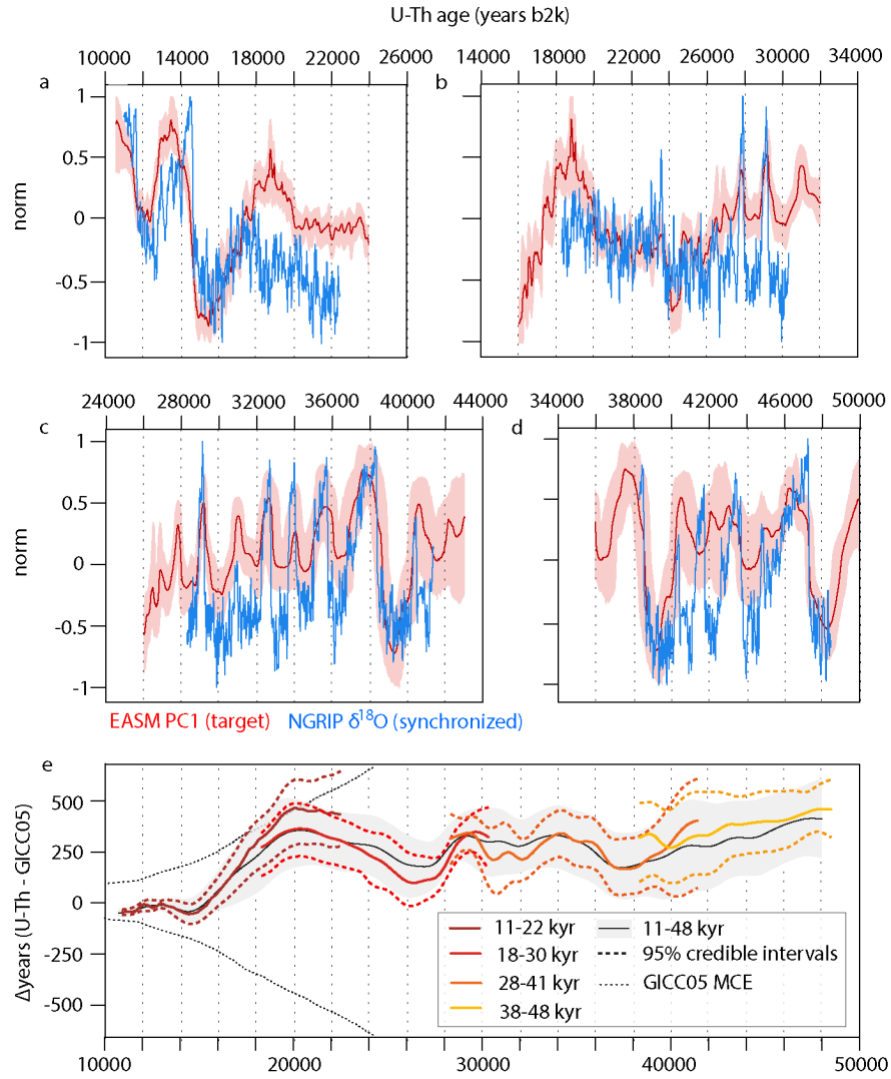 U-Th age (years b2k)
10000 14000 18000 22000 26000
14000 18000 22000 26000 30000 34000
a
b
1
0.5
0
-0.5
-1
norm
24000 28000 32000 36000 40000 44000
34000 38000 42000 46000 50000
c
d
1
0.5
0
-0.5
-1
norm
EASM PC1 (target) NGRIP δ18O (synchronized)
e
500
250
0
-250
-500
Δyears (U-Th - GICC05)
11-22 kyr 11-48 kyr
18-30 kyr 95% credible intervals
28-41 kyr GICC05 MCE
38-48 kyr
10000 20000 30000 40000 50000